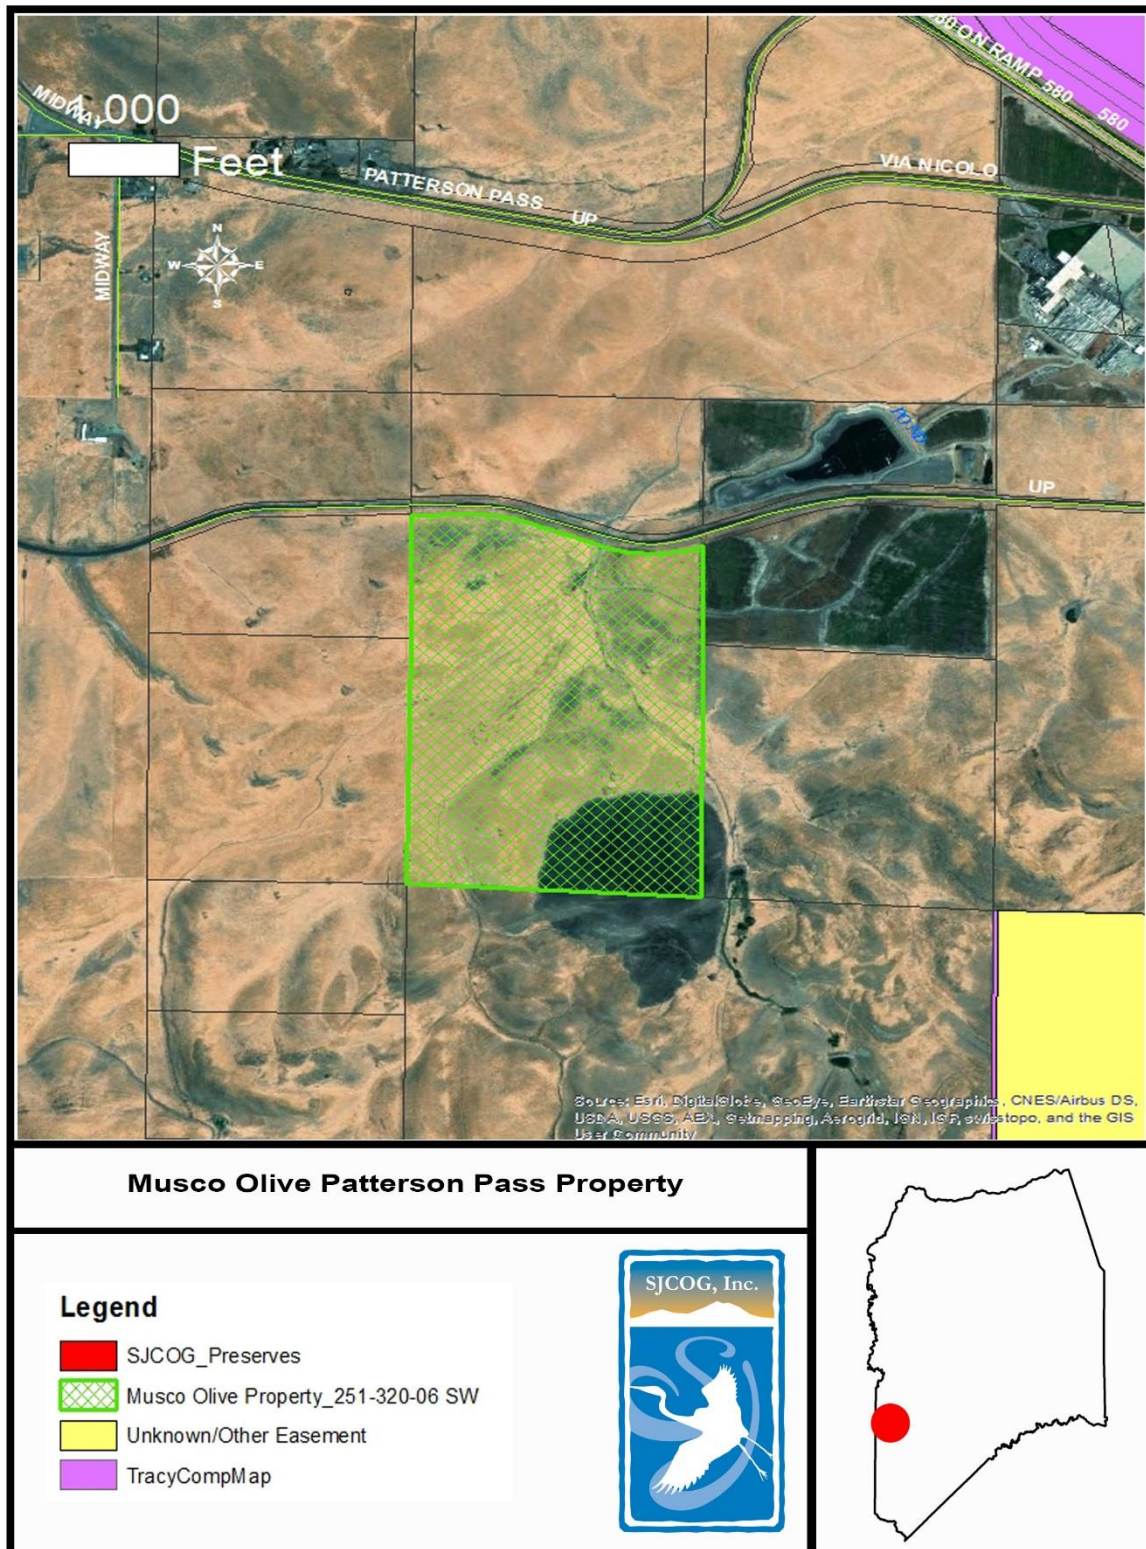 580 ON RAMP 580
580
MIDWAY
1,000
Feet
PATTERSON PASS
UP
VIA NICOLO
N
W E
S
MIDWAY
POND
UP
Source: Esri, DigitalGlobe, GeoEye, Earthstar Geographics, CNES/Airbus DS,
USDA, USGS, AEX, Getmapping, Aerogrid, IGN, IGP, swisstopo, and the GIS
User Community
Musco Olive Patterson Pass Property
Legend
SJCOG_Preserves
Musco Olive Property_251-320-06 SW
Unknown/Other Easement
TracyCompMap
SJCOG, Inc.